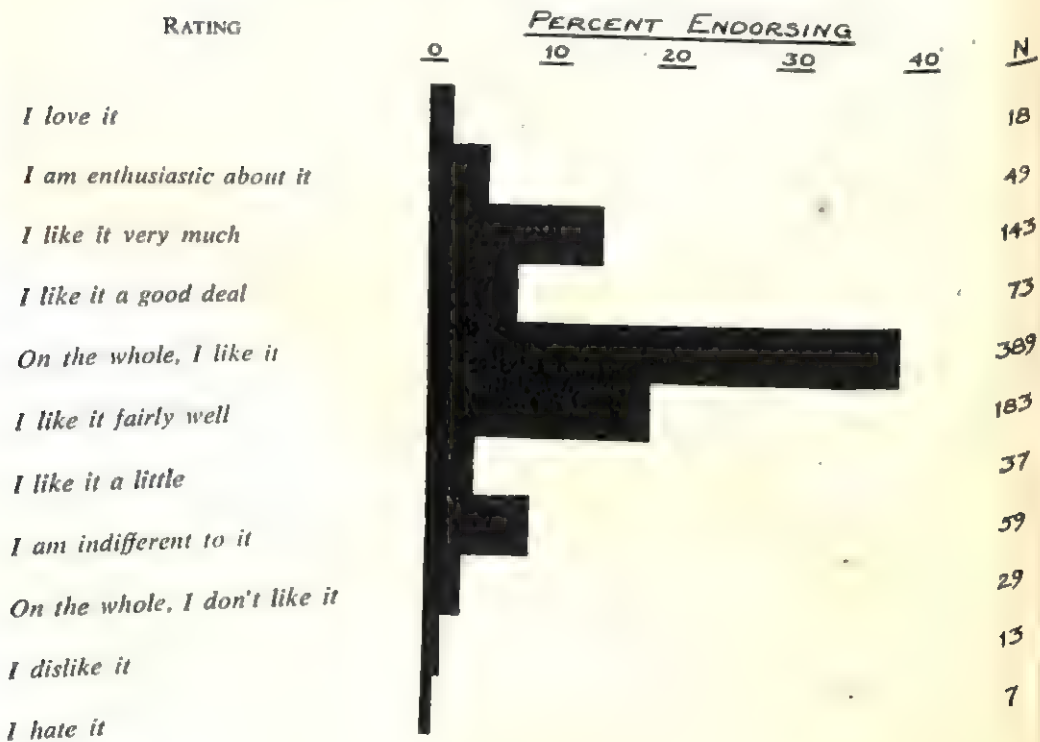 RATING PERCENT ENDORSING
0 10 20 30 40 N
I love it 18
I am enthusiastic about it 49
I like it very much 143
I like it a good deal 73
On the whole, I like it 389
I like it fairly well 183
I like it a little 37
I am indifferent to it 59
On the whole, I don't like it 29
I dislike it 13
I hate it 7